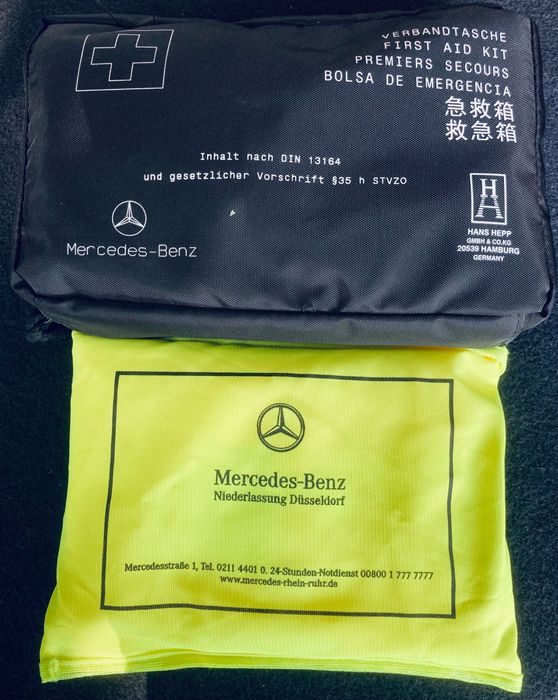 VERBANDTASCHE
FIRST AID KIT
PREMIERS SECOURS
BOLSA DE EMERGENCIA
急救箱
救急箱
Inhalt nach DIN 13164
und gesetzlicher Vorschrift §35 h STVZO
Mercedes-Benz
HANS HEPP
GMBH & CO.KG
20539 HAMBURG
GERMANY
Mercedes-Benz
Niederlassung Düsseldorf
Mercedesstraße 1, Tel. 0211 4401 0. 24-Stunden-Notdienst 00800 1 777 7777
www.mercedes-rhein-ruhr.de